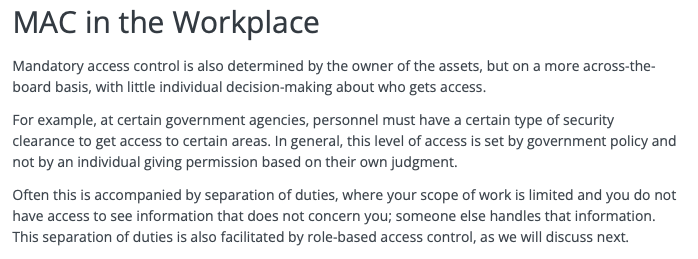 MAC in the Workplace
Mandatory access control is also determined by the owner of the assets, but on a more across-the-
board basis, with little individual decision-making about who gets access.
For example, at certain government agencies, personnel must have a certain type of security
clearance to get access to certain areas. In general, this level of access is set by government policy and
not by an individual giving permission based on their own judgment.
Often this is accompanied by separation of duties, where your scope of work is limited and you do not
have access to see information that does not concern you; someone else handles that information.
This separation of duties is also facilitated by role-based access control, as we will discuss next.